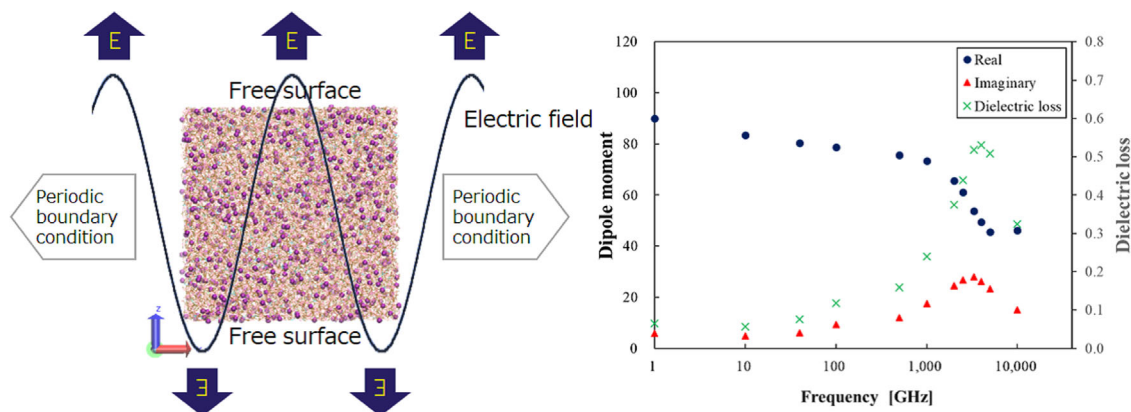 E
E
E
Free surface
Electric field
Periodic
boundary
condition
Periodic
boundary
condition
z
Free surface
E
E
120
100
80
60
40
20
0
0.8
0.7
0.6
0.5
0.4
0.3
0.2
0.1
0.0
Real
Imaginary
Dielectric loss
Dipole moment
Dielectric loss
1
10
100
1,000
10,000
Frequency [GHz]